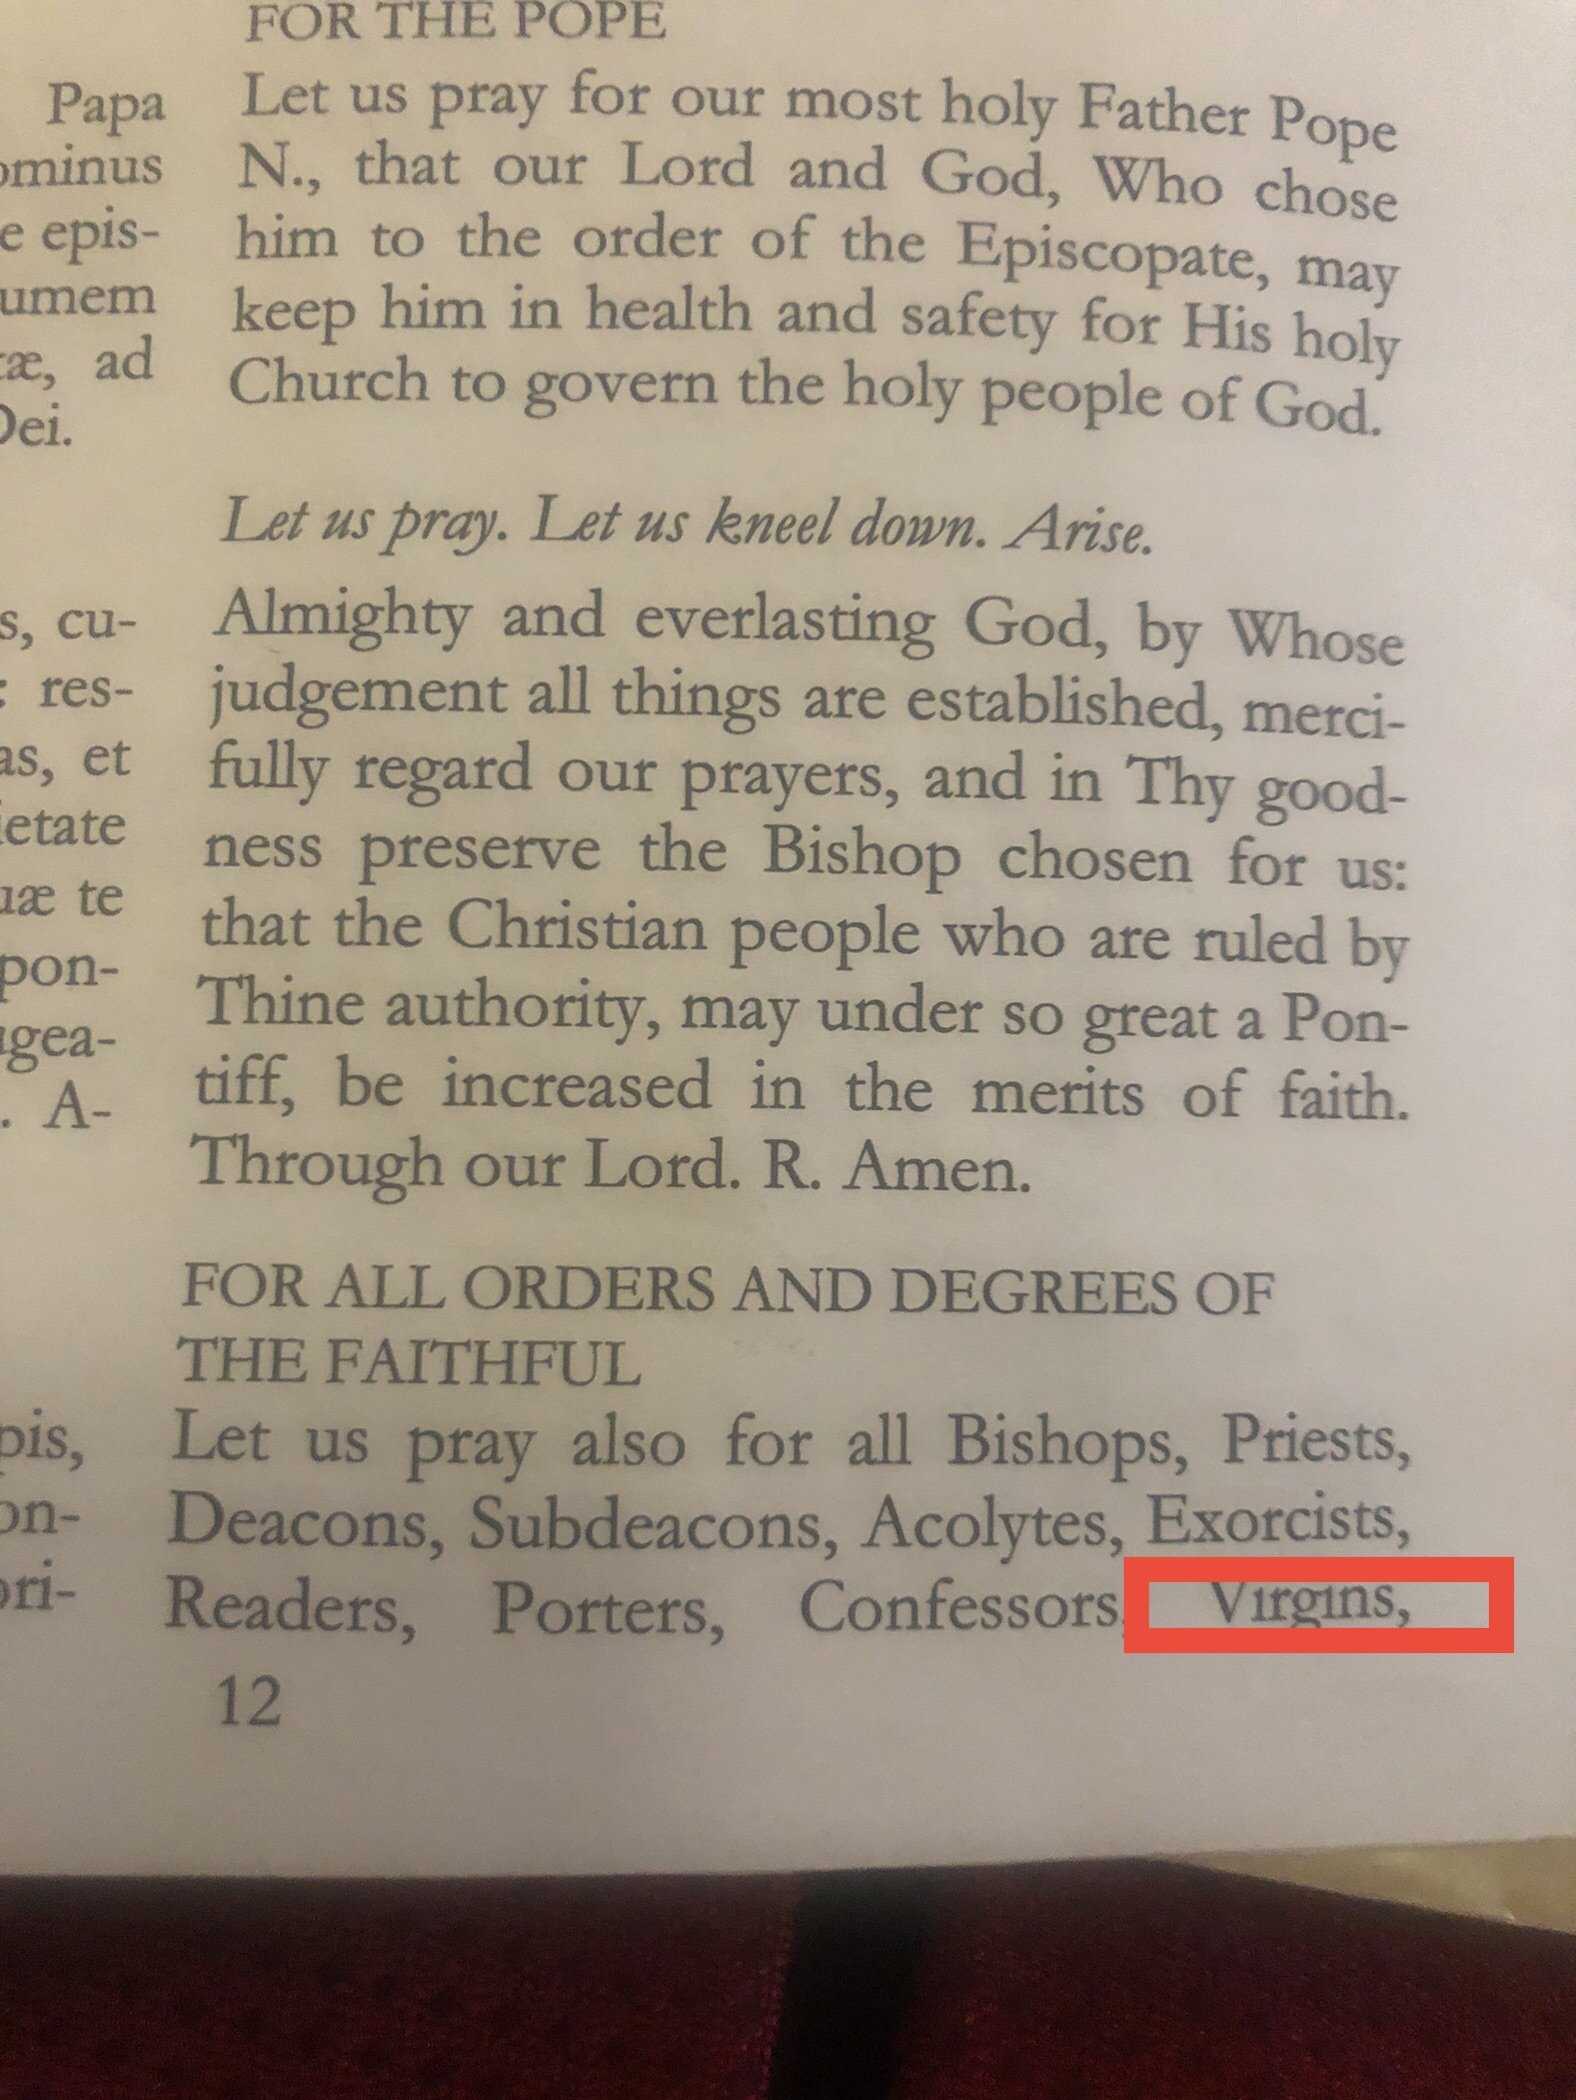 FOR THE POPE
Let us pray for our most holy Father Pope
N., that our Lord and God, Who chose
him to the order of the Episcopate, may
keep him in health and safety for His holy
Church to govern the holy people of God.
Let us pray. Let us kneel down. Arise.
Almighty and everlasting God, by Whose
judgement all things are established, merci-
fully regard our prayers, and in Thy good-
ness preserve the Bishop chosen for us:
that the Christian people who are ruled by
Thine authority, may under so great a Pon-
tiff, be increased in the merits of faith.
Through our Lord. R. Amen.
FOR ALL ORDERS AND DEGREES OF
THE FAITHFUL
Let us pray also for all Bishops, Priests,
Deacons, Subdeacons, Acolytes, Exorcists,
Readers, Porters, Confessors, Virgins,
12
Papa
ominus
e epis-
umem
æ, ad
Dei.
s, cu-
: res-
as, et
ietate
uæ te
pon-
ugea-
. A-
pis,
on-
ori-